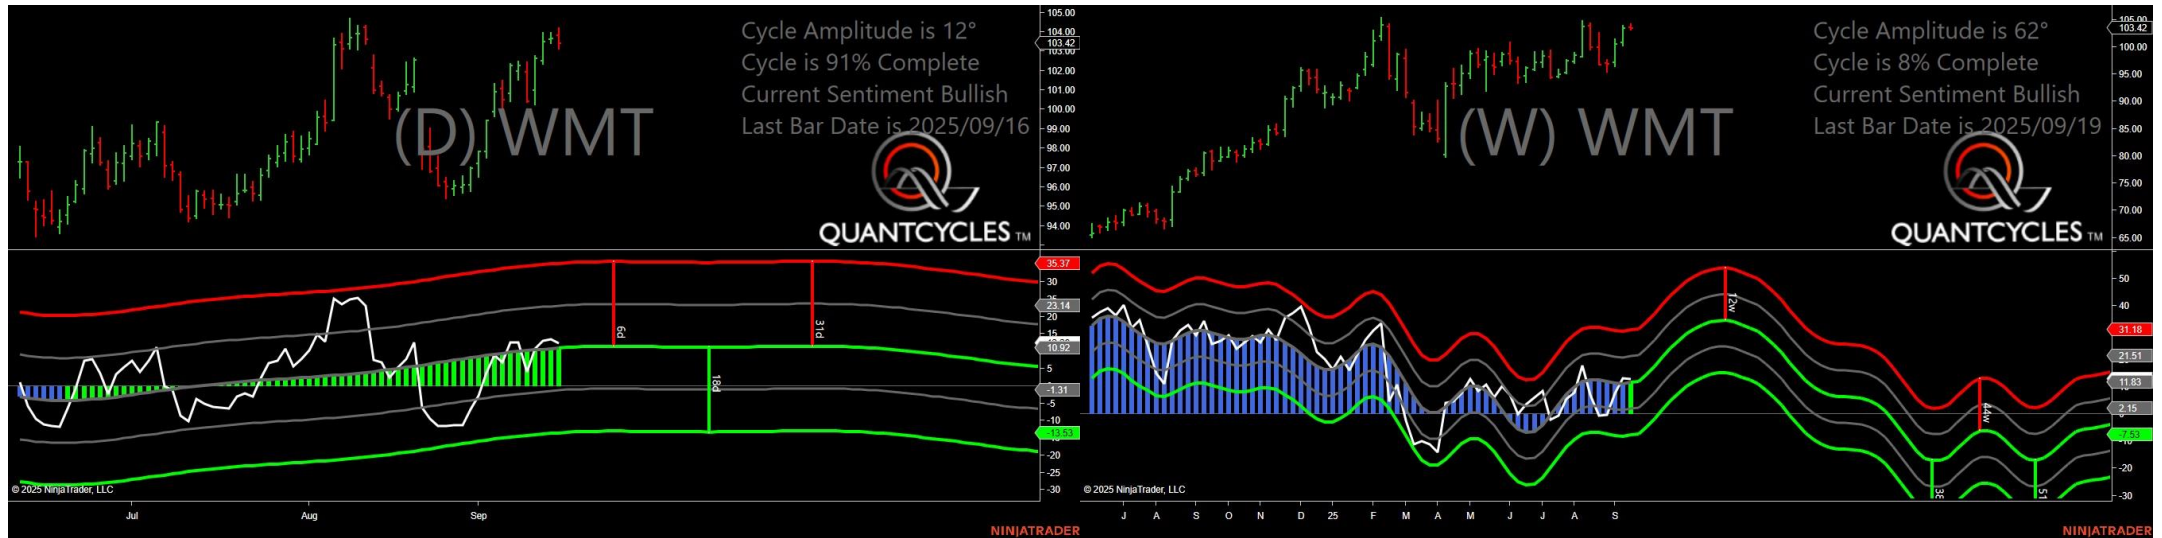 Cycle Amplitude is 12°
Cycle is 91% Complete
Current Sentiment Bullish
Last Bar Date is 2025/09/16
(D) WMT
QUANTCYCLES TM
105.00
104.00
103.42
103.00
102.00
101.00
100.00
99.00
98.00
97.00
96.00
95.00
94.00
35.37
30
23.14
20
15
10.92
5
-1.31
-5
-10
-13.53
-20
-25
-30
6d
18d
31d
© 2025 NinjaTrader, LLC
Jul
Aug
Sep
NINJATRADER
Cycle Amplitude is 62°
Cycle is 8% Complete
Current Sentiment Bullish
Last Bar Date is 2025/09/19
(W) WMT
QUANTCYCLES TM
105.00
103.42
100.00
95.00
90.00
85.00
80.00
75.00
70.00
65.00
50
40
31.18
21.51
11.83
2.15
-7.53
-20
-30
12w
44w
© 2025 NinjaTrader, LLC
J A S O N D 25 F M A M J J A S
NINJATRADER